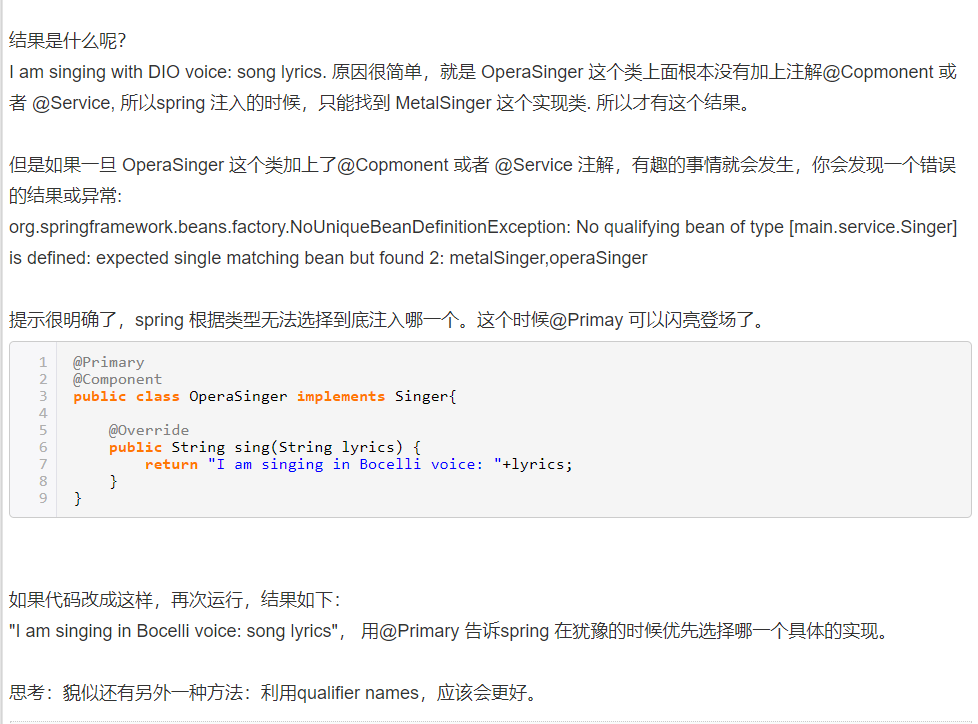 结果是什么呢？
I am singing with DIO voice: song lyrics. 原因很简单，就是 OperaSinger 这个类上面根本没有加上注解@Copmonent 或
者 @Service, 所以spring 注入的时候，只能找到 MetalSinger 这个实现类. 所以才有这个结果。
但是如果一旦 OperaSinger 这个类加上了@Copmonent 或者 @Service 注解，有趣的事情就会发生，你会发现一个错误
的结果或异常:
org.springframework.beans.factory.NoUniqueBeanDefinitionException: No qualifying bean of type [main.service.Singer]
is defined: expected single matching bean but found 2: metalSinger,operaSinger
提示很明确了，spring 根据类型无法选择到底注入哪一个。这个时候@Primay 可以闪亮登场了。
1 @Primary
2 @Component
3 public class OperaSinger implements Singer{
4
5 @Override
6 public String sing(String lyrics) {
7 return "I am singing in Bocelli voice: "+lyrics;
8 }
9 }
如果代码改成这样，再次运行，结果如下：
"I am singing in Bocelli voice: song lyrics"， 用@Primary 告诉spring 在犹豫的时候优先选择哪一个具体的实现。
思考：貌似还有另外一种方法：利用qualifier names，应该会更好。